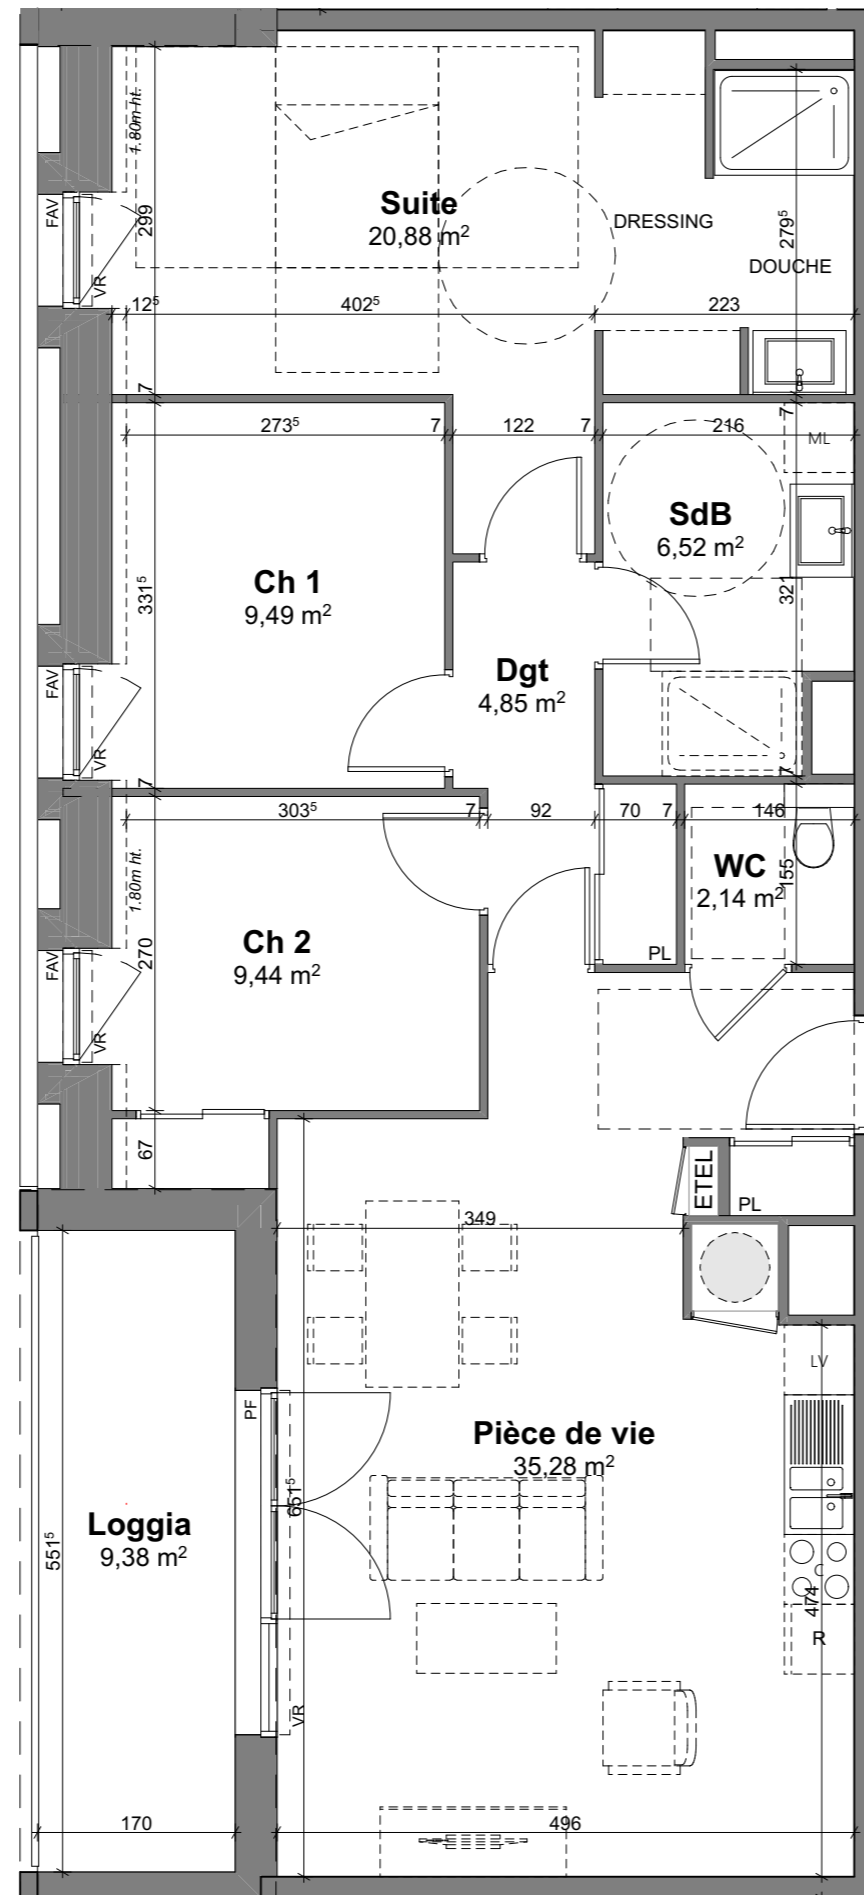 1.80m ht.
FAV
VR
299
Suite
20,88 m²
DRESSING
279⁵
DOUCHE
12⁵
402⁵
223
7
273⁵
7
122
7
216
7
ML
SdB
6,52 m²
321
Ch 1
9,49 m²
331⁵
Dgt
4,85 m²
FAV
VR
7
7
303⁵
7
92
70
7
146
1.80m ht.
WC
2,14 m²
155
PL
Ch 2
9,44 m²
270
FAV
VR
67
ETEL
PL
349
LV
PF
Pièce de vie
35,28 m²
651⁵
Loggia
9,38 m²
551⁵
C
474
R
VR
170
496